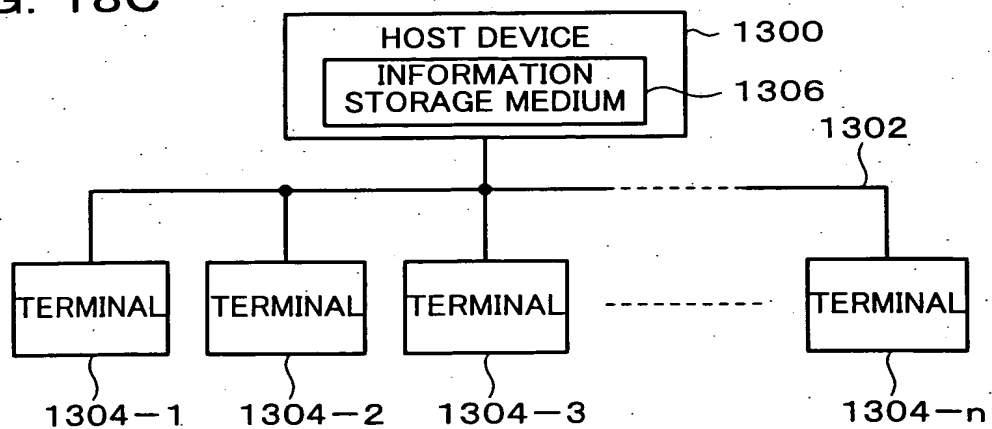 18C
HOST DEVICE
1300
INFORMATION
STORAGE MEDIUM
1306
1302
TERMINAL
TERMINAL
TERMINAL
TERMINAL
1304-1
1304-2
1304-3
1304-n